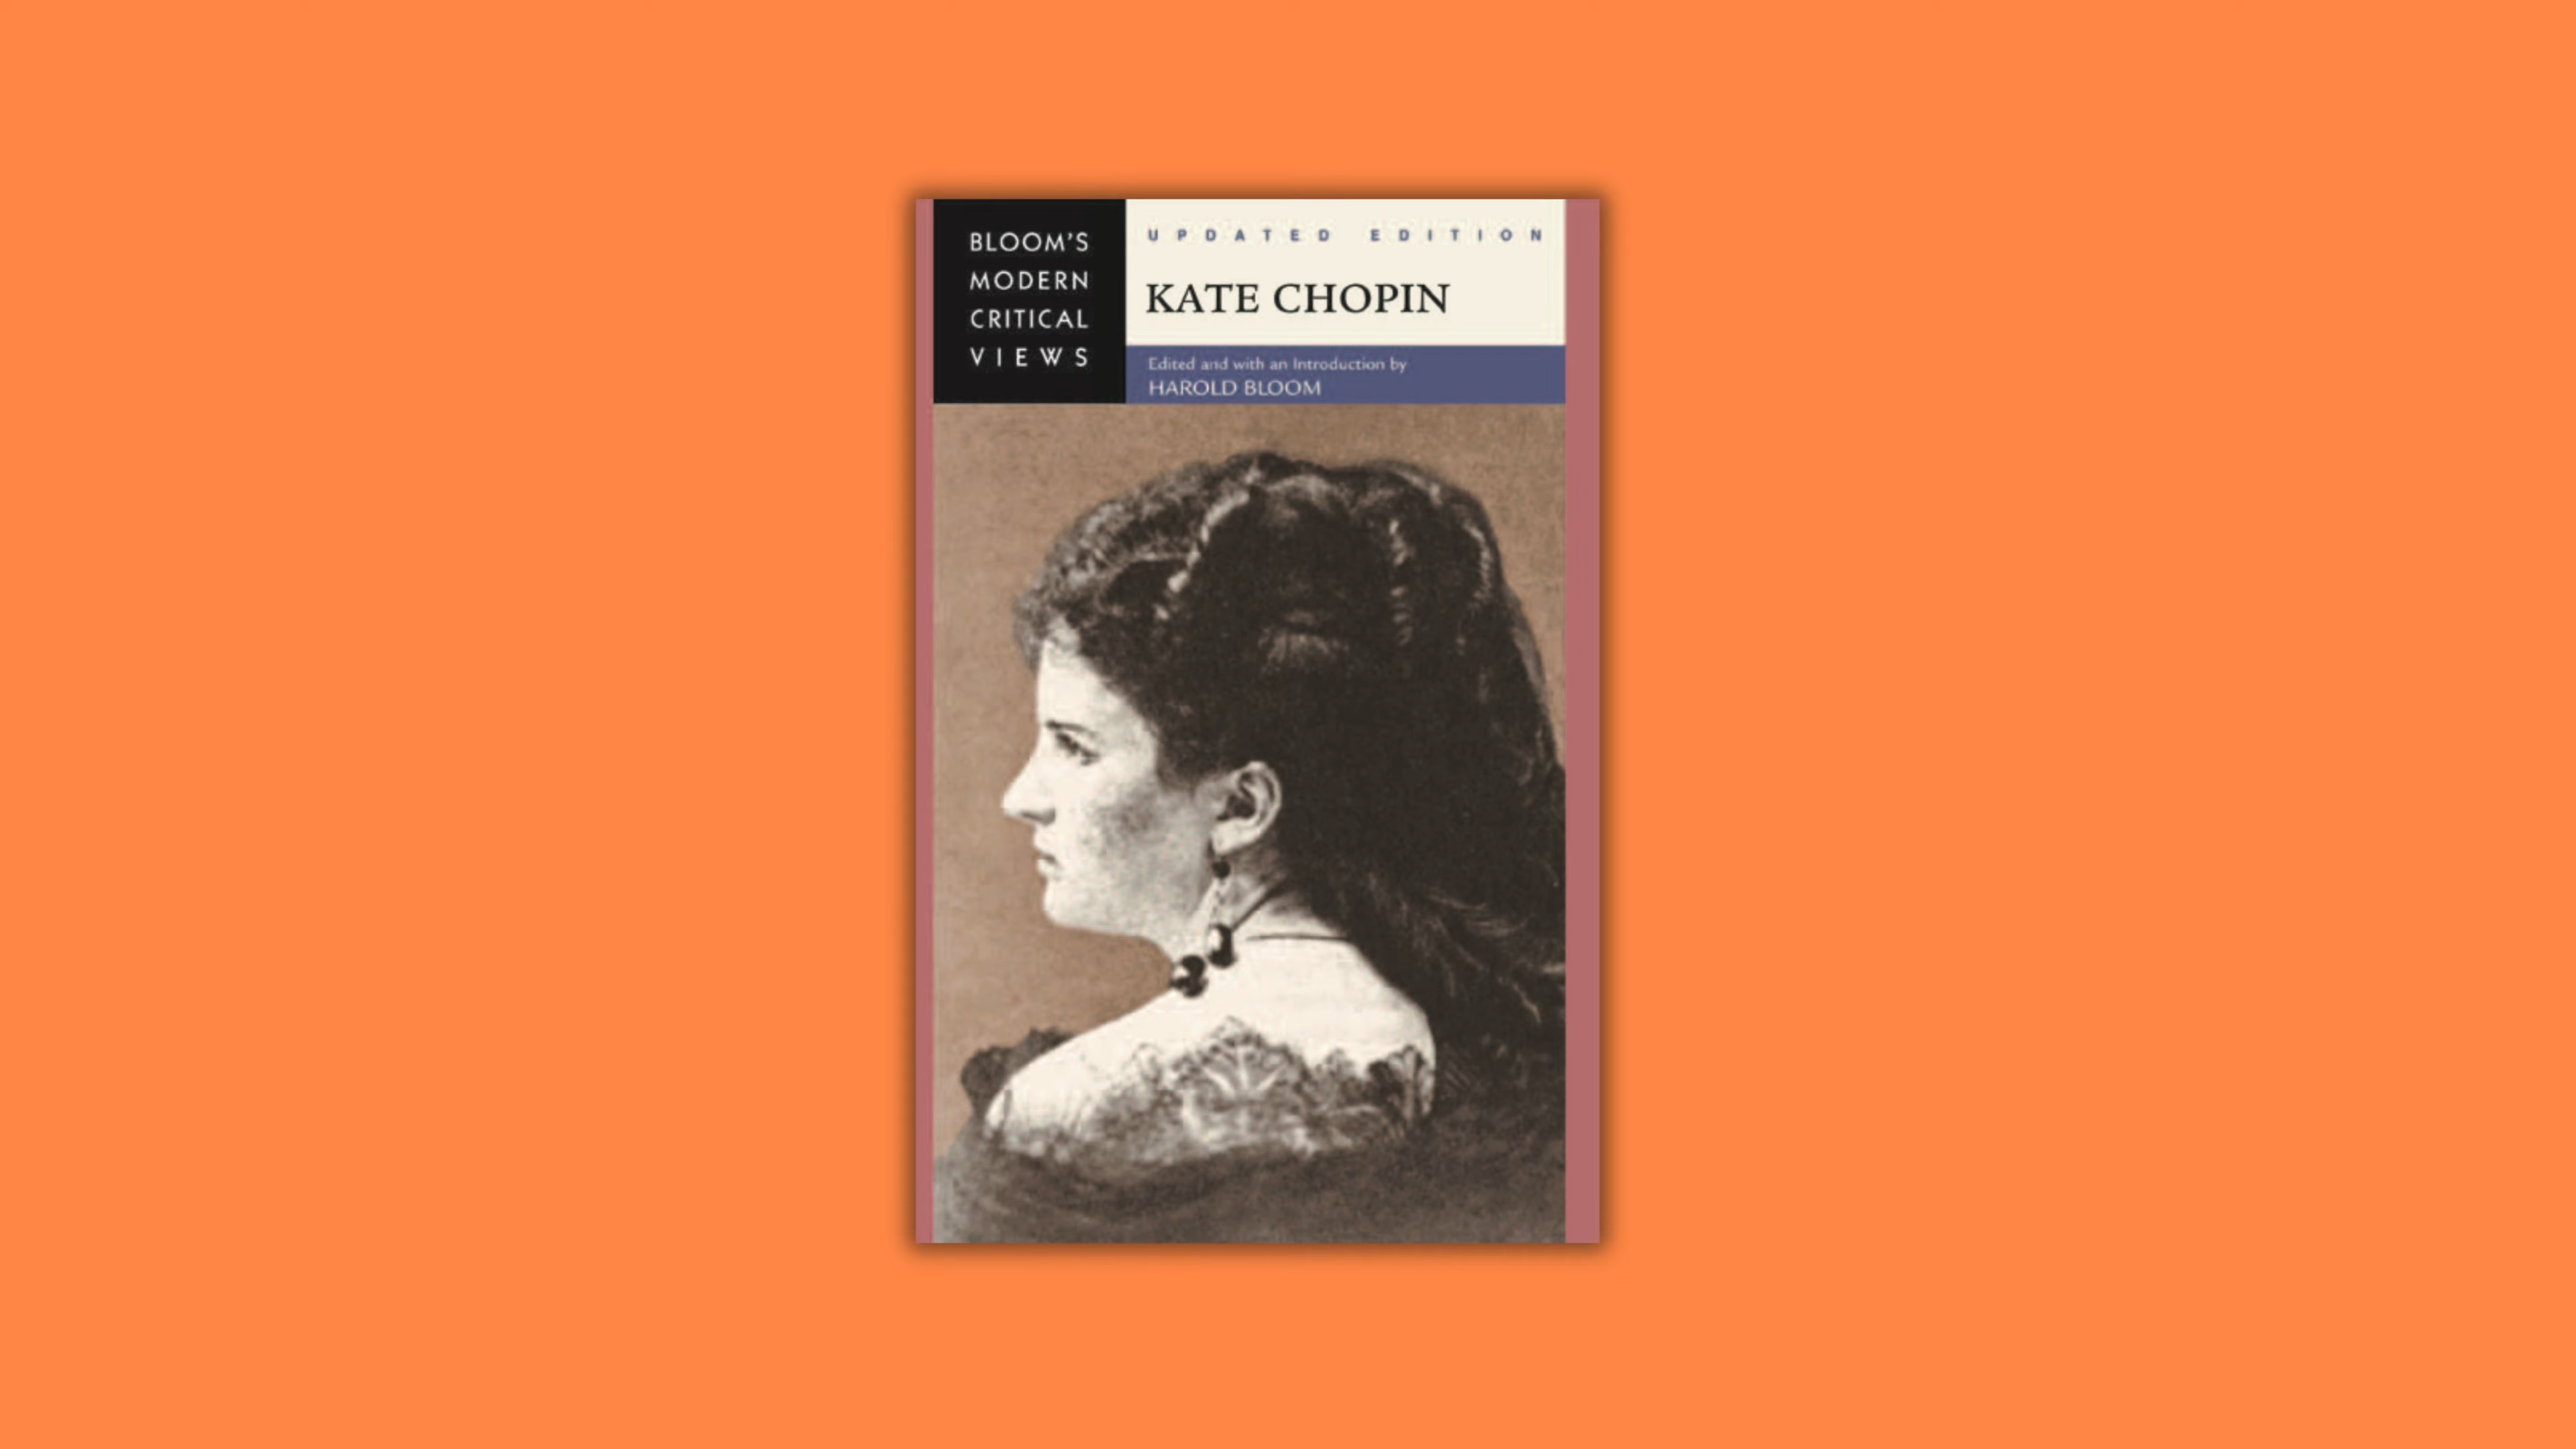 BLOOM'S
MODERN
CRITICAL
VIEWS
UPDATED EDITION
KATE CHOPIN
Edited and with an Introduction by
HAROLD BLOOM